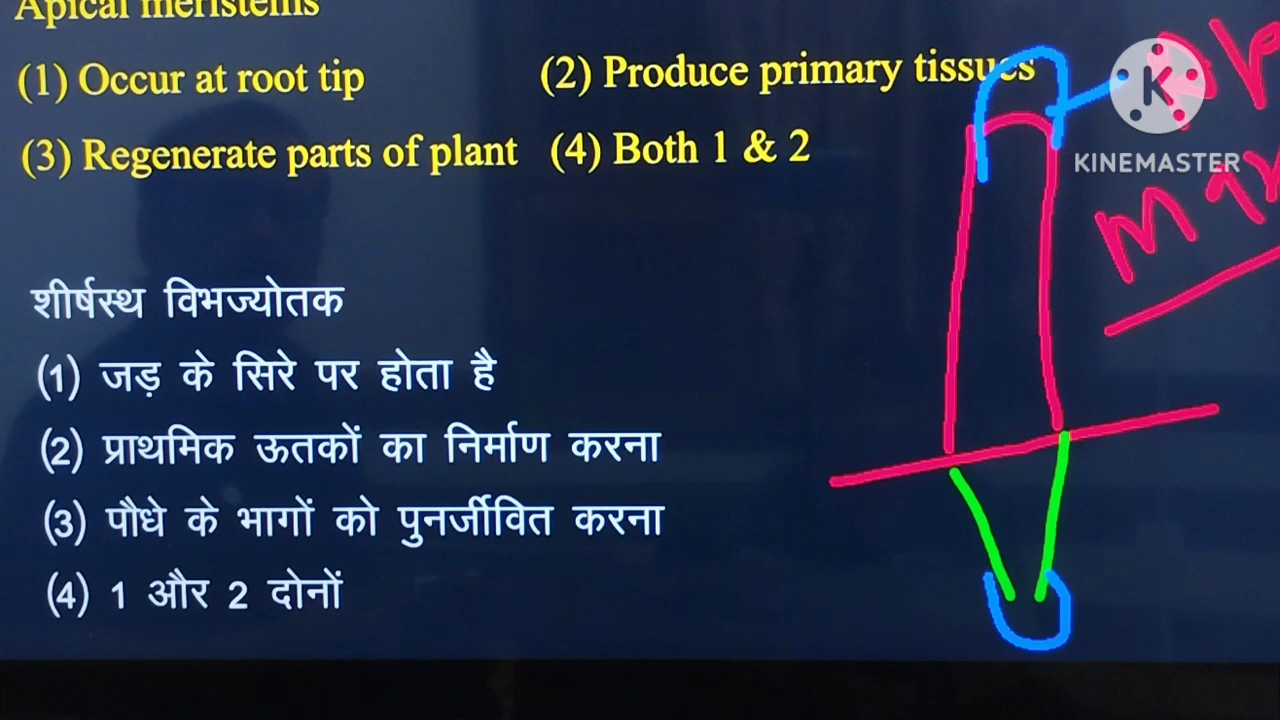 Apical meristems
(1) Occur at root tip (2) Produce primary tissues
(3) Regenerate parts of plant (4) Both 1 & 2
K
KINEMASTER
शीर्षस्थ विभज्योतक
(1) जड़ के सिरे पर होता है
(2) प्राथमिक ऊतकों का निर्माण करना
(3) पौधे के भागों को पुनर्जीवित करना
(4) 1 और 2 दोनों